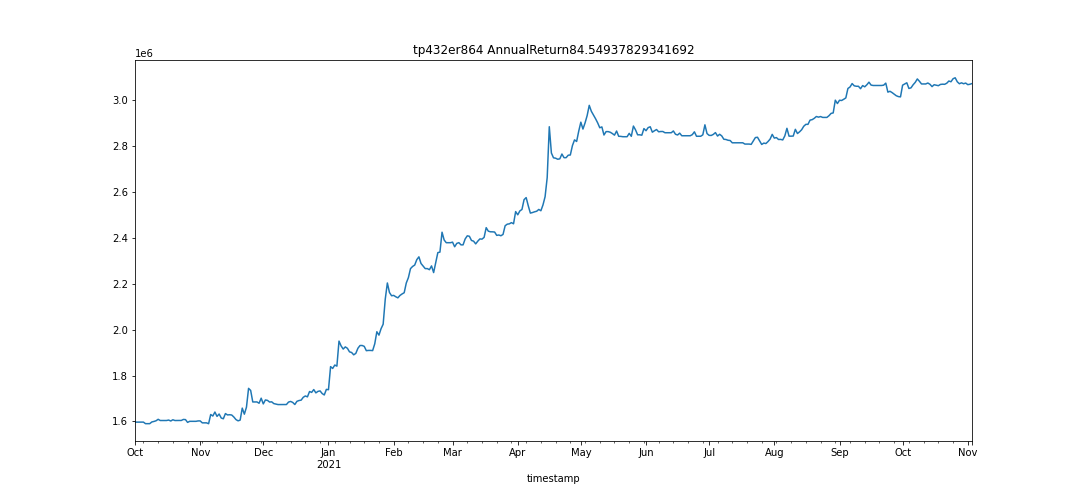 tp432er864 AnnualReturn84.54937829341692
1e6
3.0
2.8
2.6
2.4
2.2
2.0
1.8
1.6
Oct Nov Dec Jan Feb Mar Apr May Jun Jul Aug Sep Oct Nov
2021
timestamp